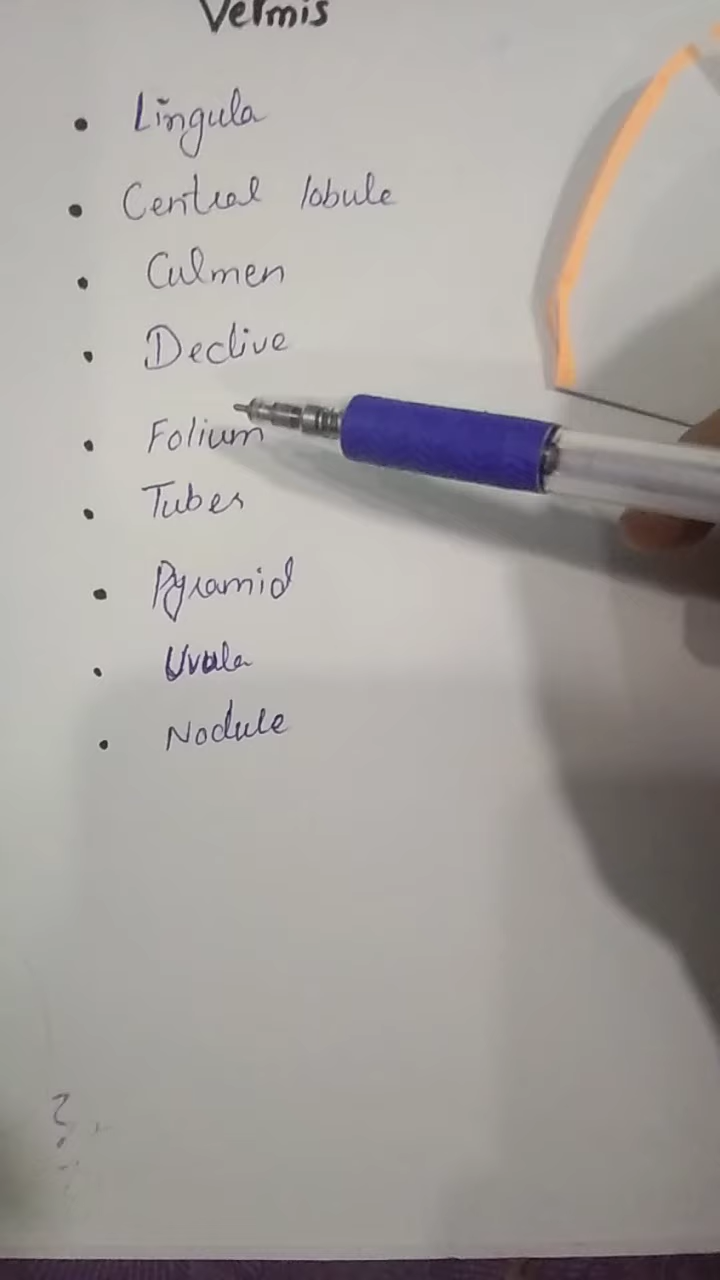 Vermis
• Lingula
• Central lobule
• Culmen
• Declive
• Folium
• Tuber
• Pyramid
• Uvula
• Nodule
?